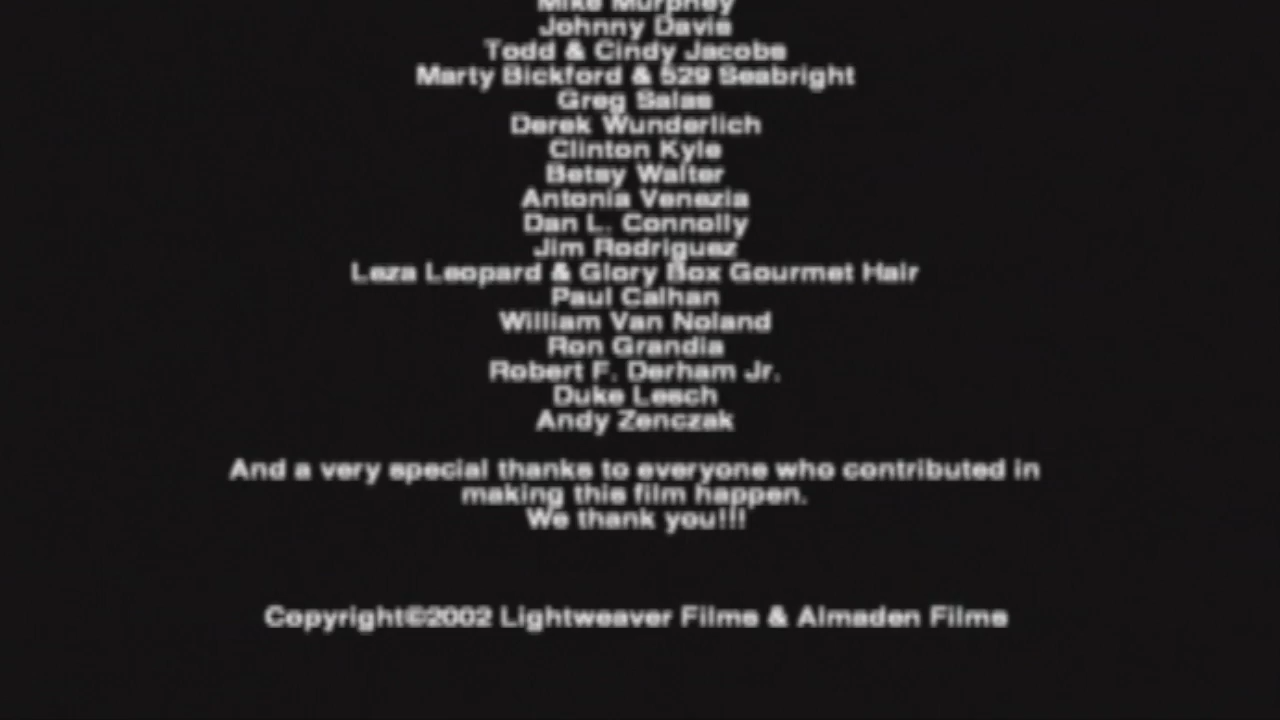 Mike Murphey
Johnny Davis
Todd & Cindy Jacobs
Marty Bickford & 529 Seabright
Greg Salas
Derek Wunderlich
Clinton Kyle
Betsy Walter
Antonia Venezia
Dan L. Connolly
Jim Rodriguez
Leza Leopard & Glory Box Gourmet Hair
Paul Calhan
William Van Noland
Ron Grandia
Robert F. Derham Jr.
Duke Lesch
Andy Zenczak
And a very special thanks to everyone who contributed in
making this film happen.
We thank you!!!
Copyright©2002 Lightweaver Films & Almaden Films